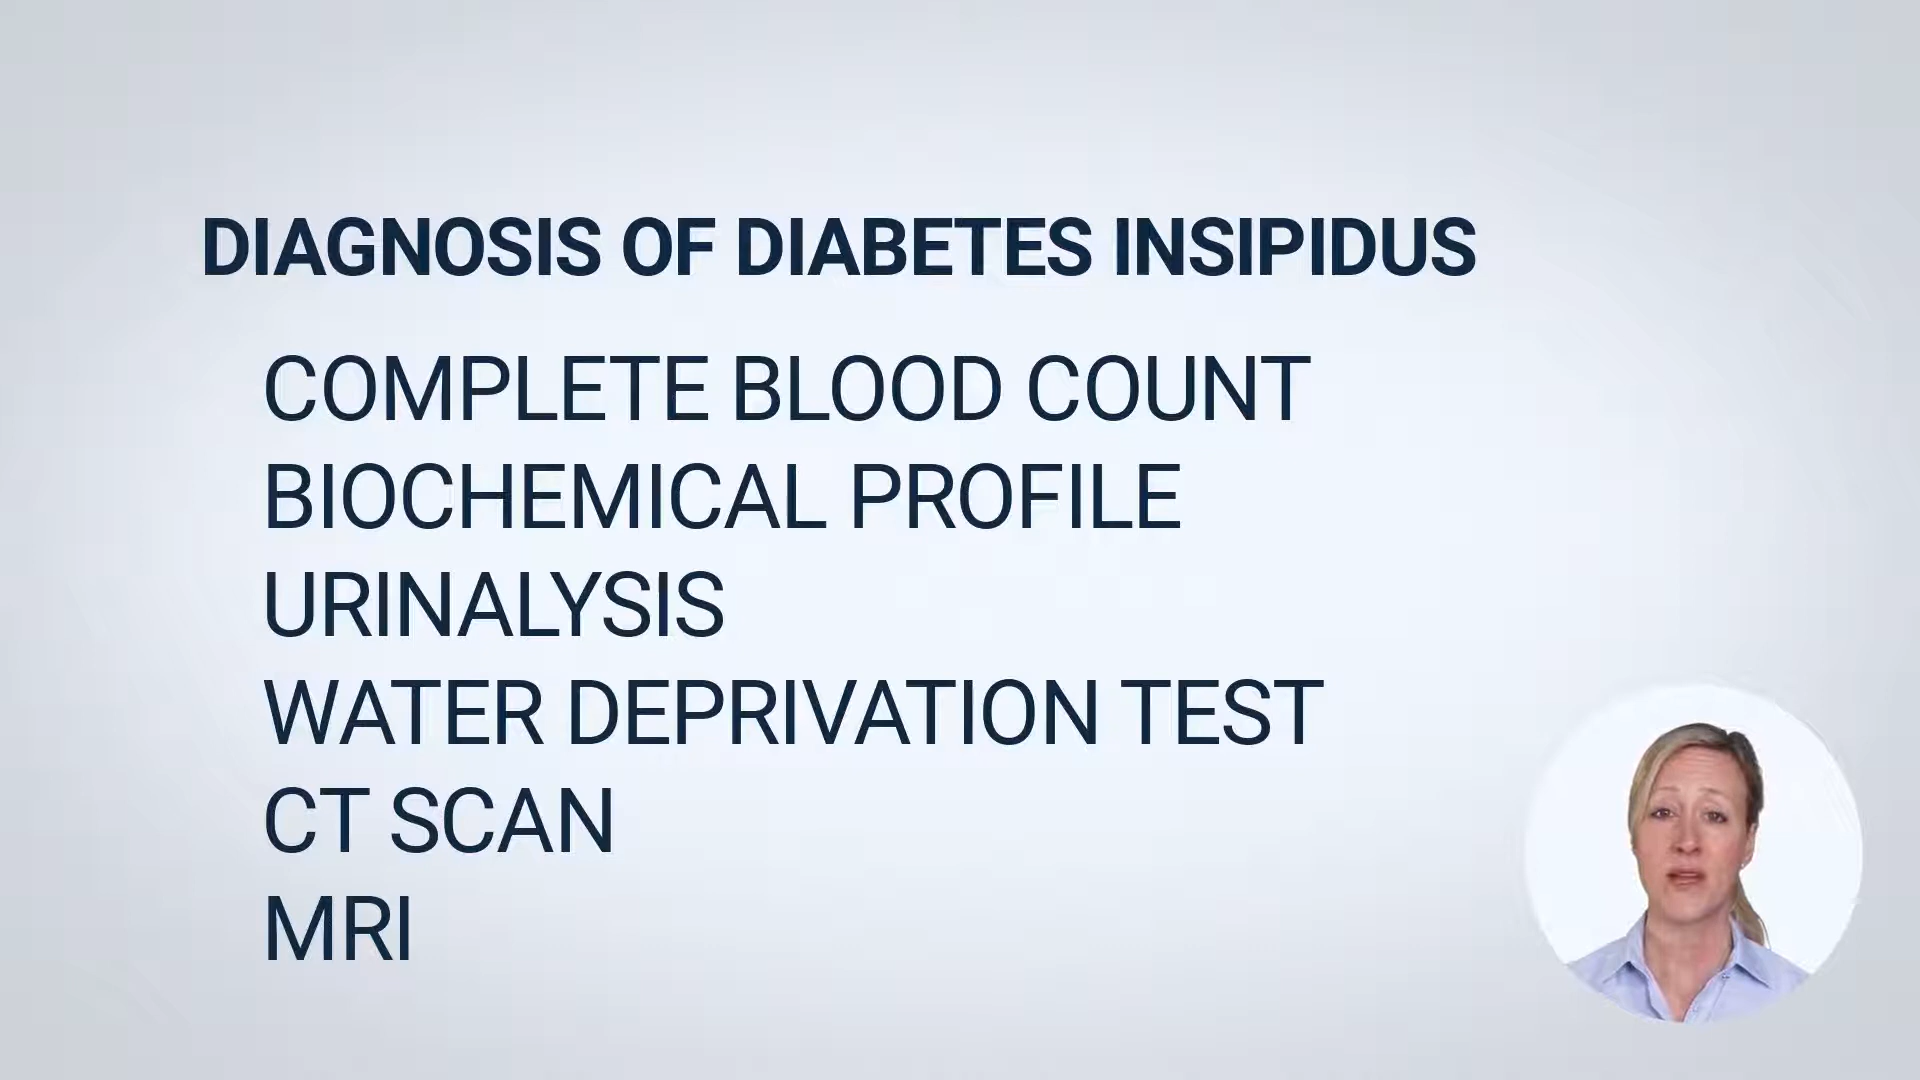 DIAGNOSIS OF DIABETES INSIPIDUS
COMPLETE BLOOD COUNT
BIOCHEMICAL PROFILE
URINALYSIS
WATER DEPRIVATION TEST
CT SCAN
MRI